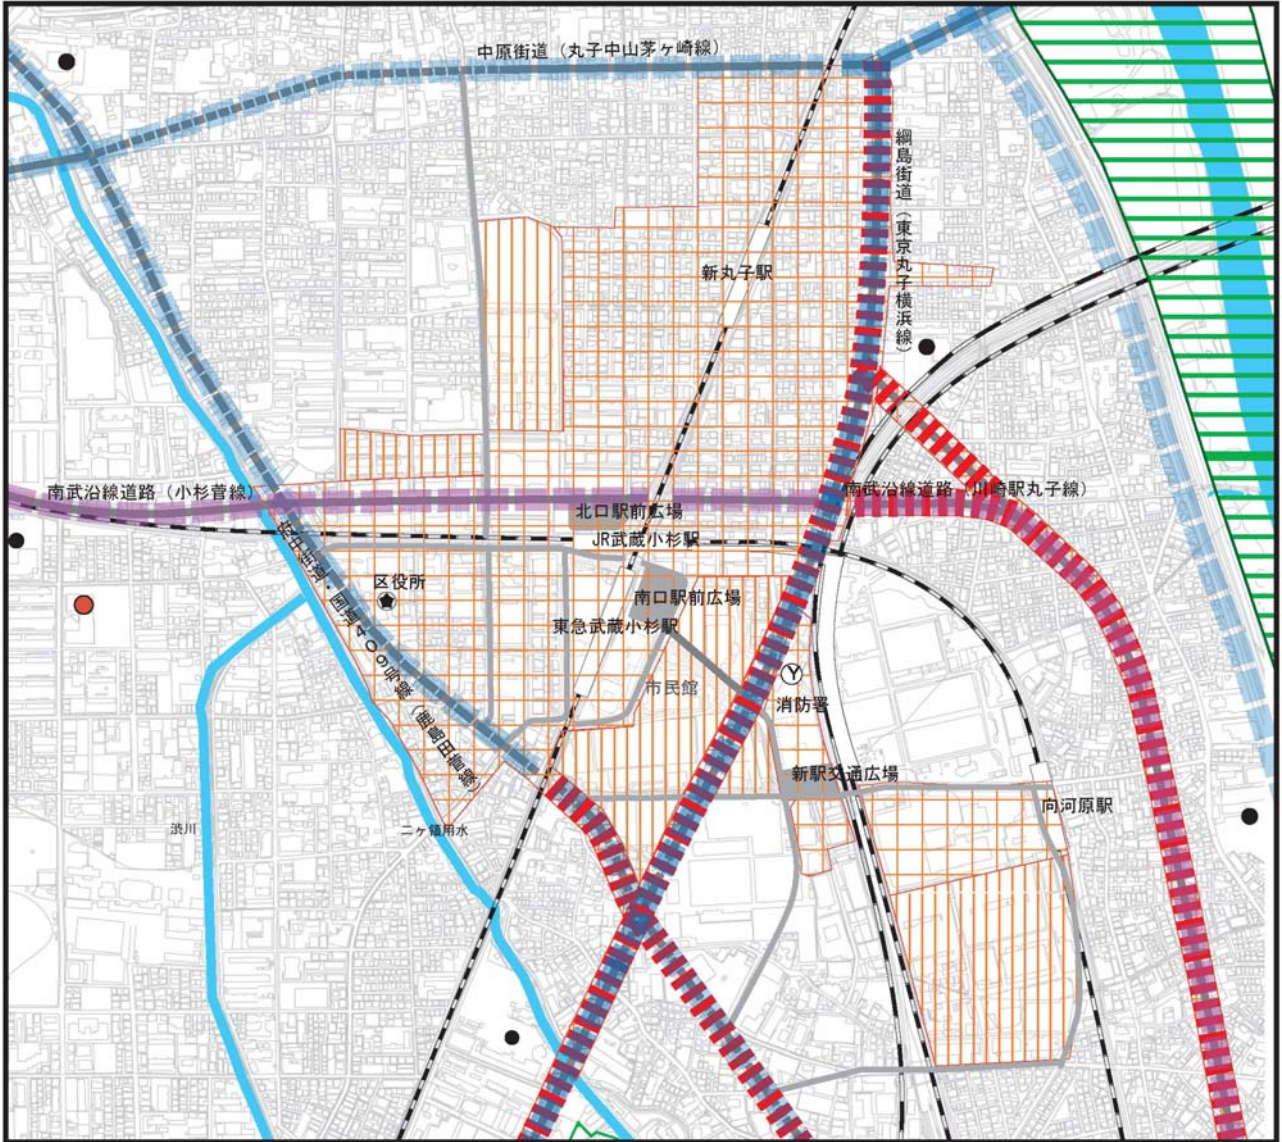 中原街道（丸子中山茅ヶ崎線）
綱島街道（東京丸子横浜線）
新丸子駅
南武沿線道路（小杉菅線）
南武沿線道路（川崎駅丸子線）
北口駅前広場
JR武蔵小杉駅
府中街道・国道409号線（鹿島田菅線）
区役所
南口駅前広場
東急武蔵小杉駅
市民館
Y
消防署
新駅交通広場
向河原駅
渋川
二ヶ領用水